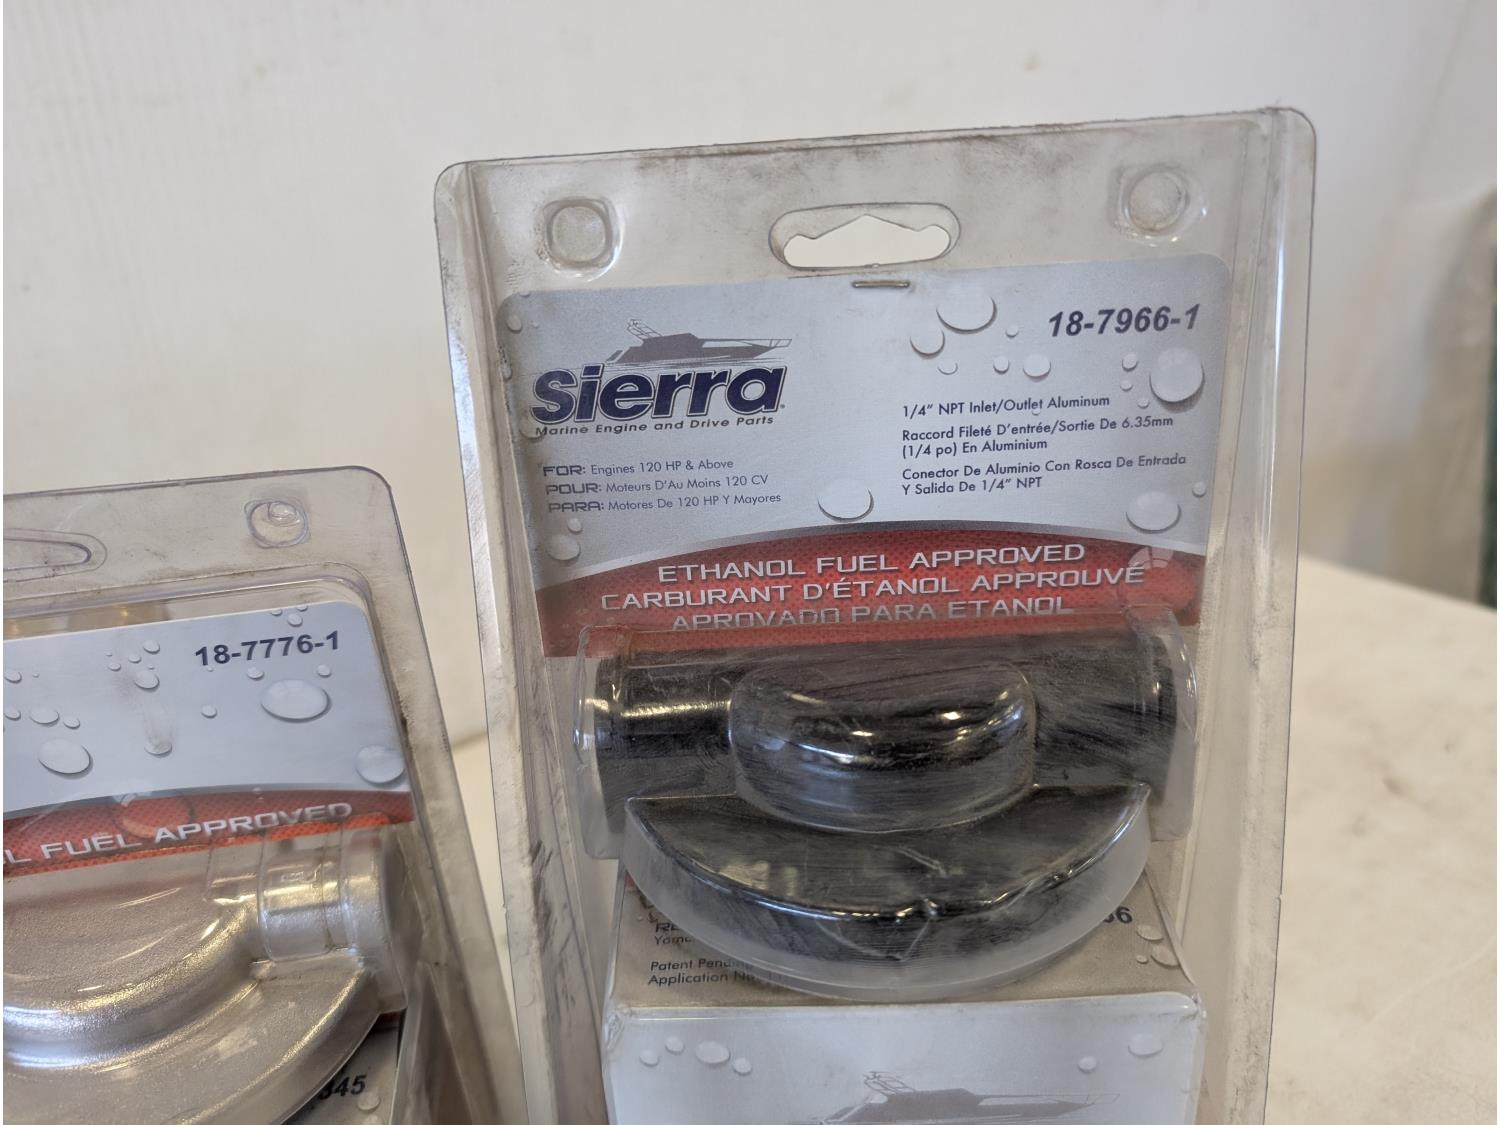 18-7966-1
sierra
Marine Engine and Drive Parts
FOR: Engines 120 HP & Above
POUR: Moteurs D'Au Moins 120 CV
PARA: Motores De 120 HP Y Mayores
1/4" NPT Inlet/Outlet Aluminum
Raccord Fileté D'entrée/Sortie De 6.35mm
(1/4 po) En Aluminium
Conector De Aluminio Con Rosca De Entrada
Y Salida De 1/4" NPT
ETHANOL FUEL APPROVED
CARBURANT D'ÉTANOL APPROUVÉ
APROVADO PARA ETANOL
Patent Pending
Application
18-7776-1
FUEL APPROVED